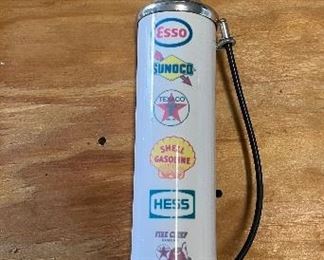 Esso
SUNOCO
TEXACO
SHELL
GASOLINE
HESS
FIRE CHIEF